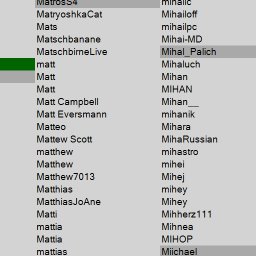 MatrosS4
MatryoshkaCat
Mats
Matschbanane
MatschbirneLive
matt
Matt
Matt
Matt Campbell
Matt Eversmann
Matteo
Mattew Scott
matthew
Matthew
Matthew7013
Matthias
MatthiasJoAne
Matti
mattia
Mattia
mattias
mihailc
Mihailoff
mihailpc
Mihai-MD
Mihal_Palich
Mihaluch
Mihan
MIHAN
Mihan__
mihanik
Mihara
MihaRussian
mihastro
mihei
Mihej
mihey
Mihey
Mihherz111
Mihnea
MIHOP
Miichael